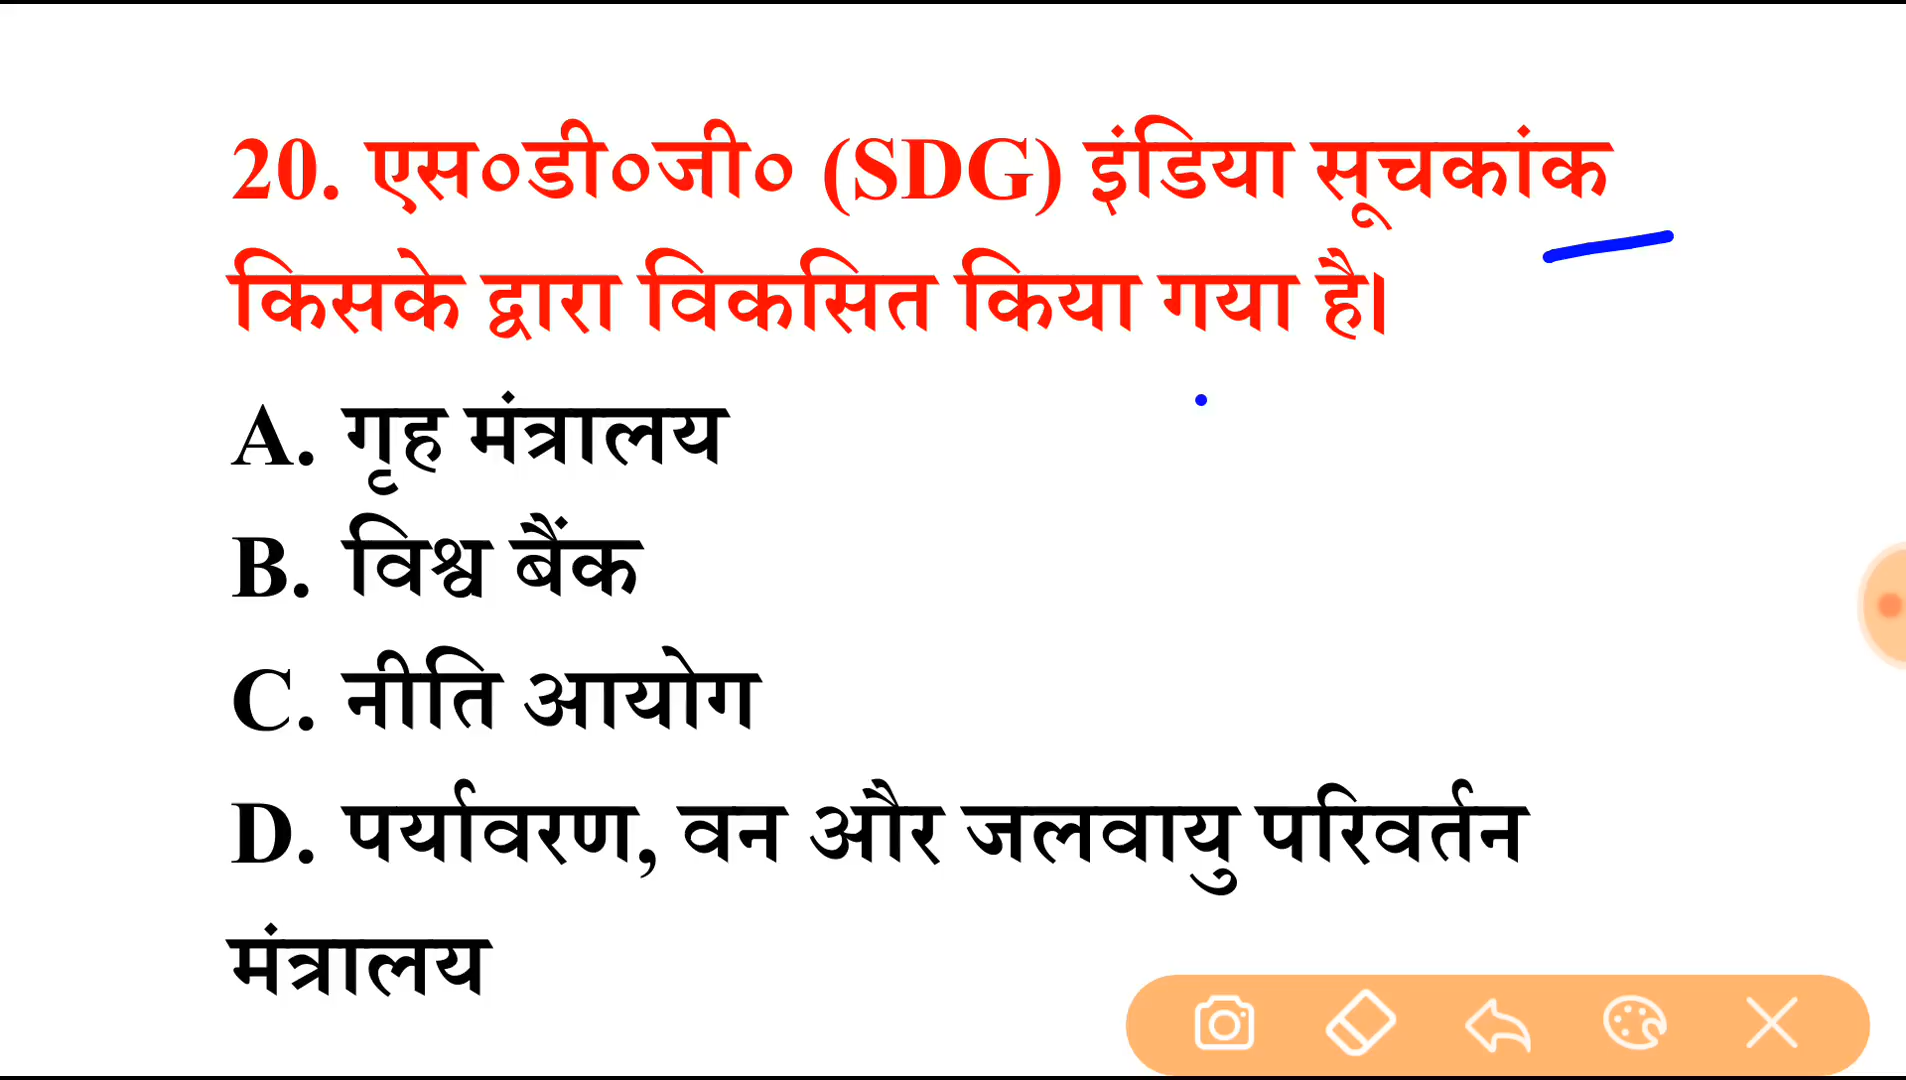 20. एस०डी०जी० (SDG) इंडिया सूचकांक
किसके द्वारा विकसित किया गया है।
A. गृह मंत्रालय
B. विश्व बैंक
C. नीति आयोग
D. पर्यावरण, वन और जलवायु परिवर्तन
मंत्रालय